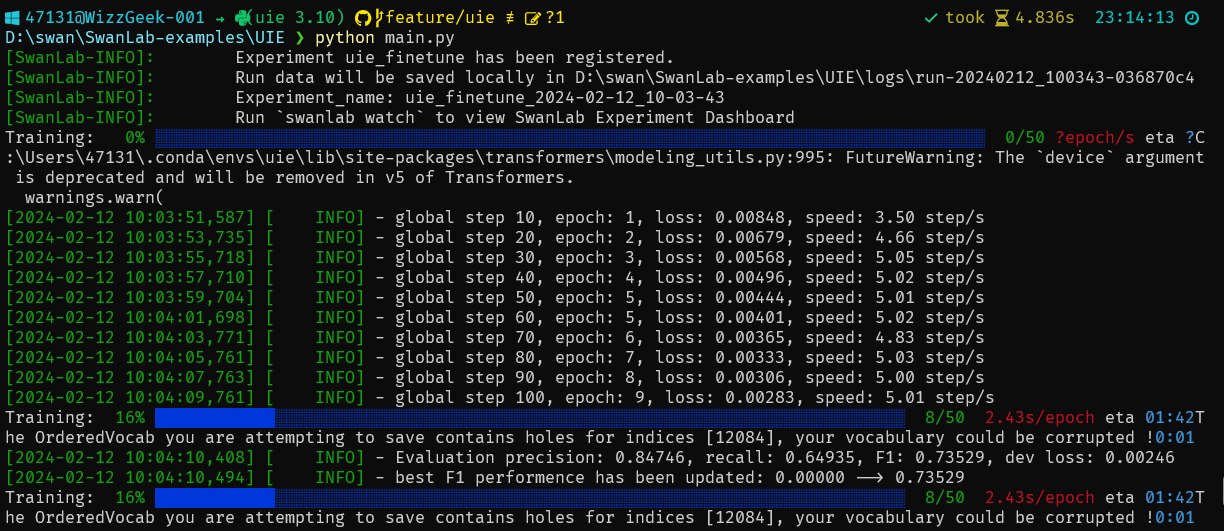 47131@WizzGeek-001 → (uie 3.10) feature/uie ≢ ?1 ✓ took 4.836s 23:14:13
D:\swan\SwanLab-examples\UIE ❯ python main.py
[SwanLab-INFO]: Experiment uie_finetune has been registered.
[SwanLab-INFO]: Run data will be saved locally in D:\swan\SwanLab-examples\UIE\logs\run-20240212_100343-036870c4
[SwanLab-INFO]: Experiment_name: uie_finetune_2024-02-12_10-03-43
[SwanLab-INFO]: Run `swanlab watch` to view SwanLab Experiment Dashboard
Training: 0% 0/50 ?epoch/s eta ?C
:\Users\47131\.conda\envs\uie\lib\site-packages\transformers\modeling_utils.py:995: FutureWarning: The `device` argument
is deprecated and will be removed in v5 of Transformers.
warnings.warn(
[2024-02-12 10:03:51,587] [ INFO] - global step 10, epoch: 1, loss: 0.00848, speed: 3.50 step/s
[2024-02-12 10:03:53,735] [ INFO] - global step 20, epoch: 2, loss: 0.00679, speed: 4.66 step/s
[2024-02-12 10:03:55,718] [ INFO] - global step 30, epoch: 3, loss: 0.00568, speed: 5.05 step/s
[2024-02-12 10:03:57,710] [ INFO] - global step 40, epoch: 4, loss: 0.00496, speed: 5.02 step/s
[2024-02-12 10:03:59,704] [ INFO] - global step 50, epoch: 5, loss: 0.00444, speed: 5.01 step/s
[2024-02-12 10:04:01,698] [ INFO] - global step 60, epoch: 5, loss: 0.00401, speed: 5.02 step/s
[2024-02-12 10:04:03,771] [ INFO] - global step 70, epoch: 6, loss: 0.00365, speed: 4.83 step/s
[2024-02-12 10:04:05,761] [ INFO] - global step 80, epoch: 7, loss: 0.00333, speed: 5.03 step/s
[2024-02-12 10:04:07,763] [ INFO] - global step 90, epoch: 8, loss: 0.00306, speed: 5.00 step/s
[2024-02-12 10:04:09,761] [ INFO] - global step 100, epoch: 9, loss: 0.00283, speed: 5.01 step/s
Training: 16% 8/50 2.43s/epoch eta 01:42T
he OrderedVocab you are attempting to save contains holes for indices [12084], your vocabulary could be corrupted !0:01
[2024-02-12 10:04:10,408] [ INFO] - Evaluation precision: 0.84746, recall: 0.64935, F1: 0.73529, dev loss: 0.00246
[2024-02-12 10:04:10,494] [ INFO] - best F1 performence has been updated: 0.00000 --> 0.73529
Training: 16% 8/50 2.43s/epoch eta 01:42T
he OrderedVocab you are attempting to save contains holes for indices [12084], your vocabulary could be corrupted !0:01